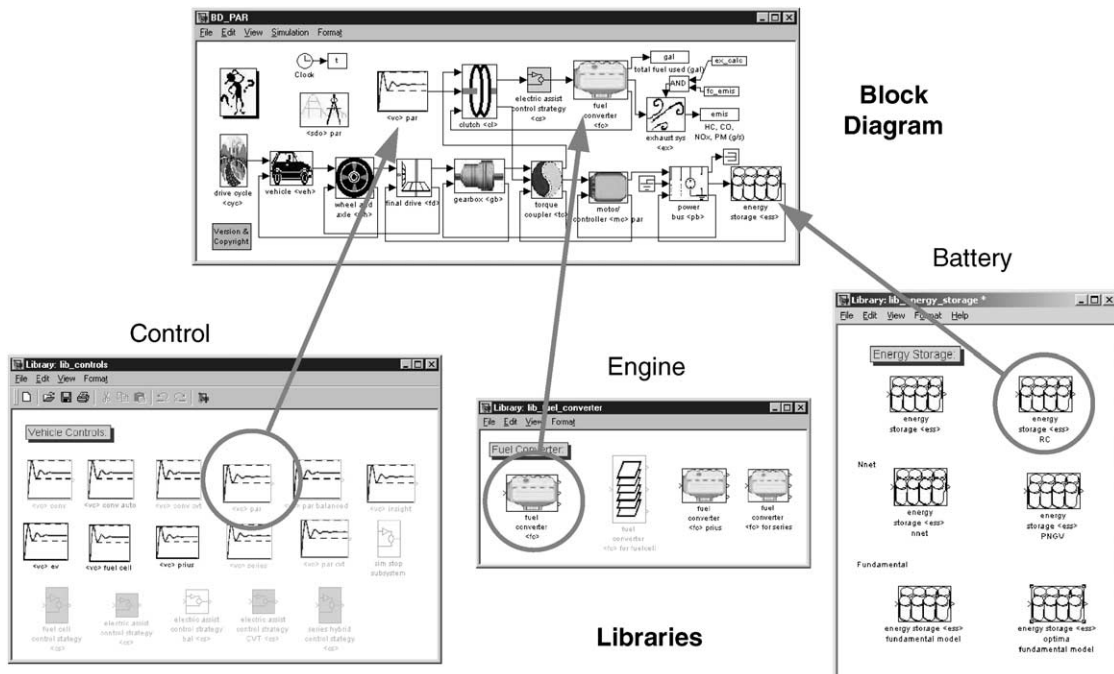 BD_PAR
File Edit View Simulation Format
Clock
t
<vc> par
<sdo> par
clutch <cl>
electric assist
control strategy
<cs>
fuel
converter
<fc>
gal
total fuel used (gal)
ex_calc
AND
fc_emis
emis
HC, CO,
NOx, PM (g/s)
exhaust sys
<ex>
drive cycle
<cyc>
vehicle <veh>
wheel and
axle <wh>
final drive <fd>
gearbox <gb>
torque
coupler <tc>
motor/
controller <mc> par
power
bus <pb>
energy
storage <ess>
Version &
Copyright
Block
Diagram
Battery
Control
Engine
Library: lib_controls
File Edit View Format
Vehicle Controls:
<vc> conv
<vc> conv auto
<vc> conv cvt
<vc> par
<vc> par balanced
<vc> insight
<vc> ev
<vc> fuel cell
<vc> prius
<vc> series
<vc> par cvt
sim stop
subsystem
fuel cell
control stategy
<cs>
electric assist
control strategy
<cs>
electric assist
control strategy
bal <cs>
electric assist
control strategy
CVT <cs>
series hybrid
control stategy
<cs>
Library: lib_fuel_converter
File Edit View Format
Fuel Converter:
fuel
converter
<fc>
fuel
converter
<fc> for fuelcell
fuel
converter
<fc> prius
fuel
converter
<fc> for series
Libraries
Library: lib_energy_storage *
File Edit View Format Help
Energy Storage:
energy
storage <ess>
energy
storage <ess>
RC
Nnet
energy
storage <ess>
nnet
energy
storage <ess>
PNGV
Fundamental
energy storage <ess>
fundamental model
energy storage <ess>
optima
fundamental model